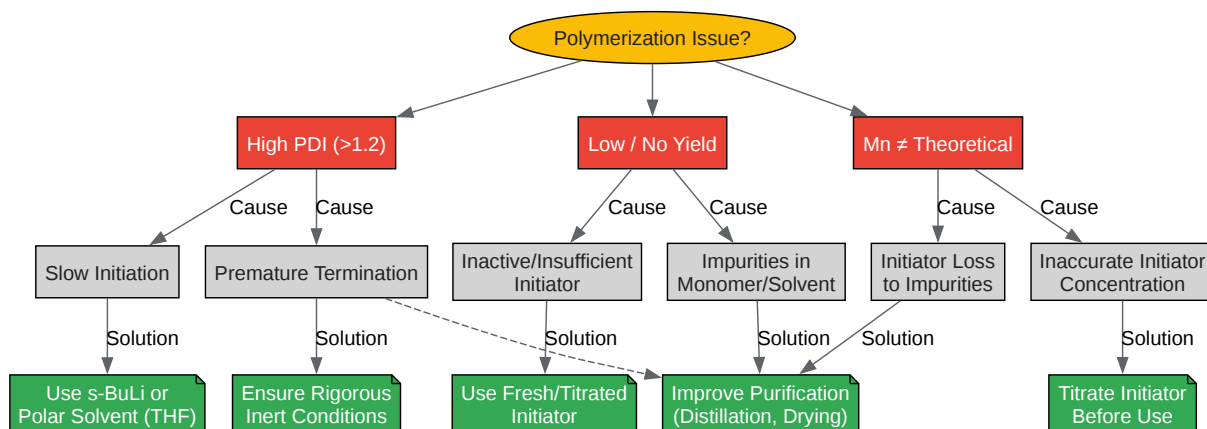 Polymerization Issue?
High PDI (>1.2)
Low / No Yield
Mn ≠ Theoretical
Cause
Cause
Cause
Cause
Cause
Cause
Slow Initiation
Premature Termination
Inactive/Insufficient
Initiator
Impurities in
Monomer/Solvent
Initiator Loss
to Impurities
Inaccurate Initiator
Concentration
Solution
Solution
Solution
Solution
Solution
Solution
Use s-BuLi or
Polar Solvent (THF)
Ensure Rigorous
Inert Conditions
Use Fresh/Titrated
Initiator
Improve Purification
(Distillation, Drying)
Titrate Initiator
Before Use